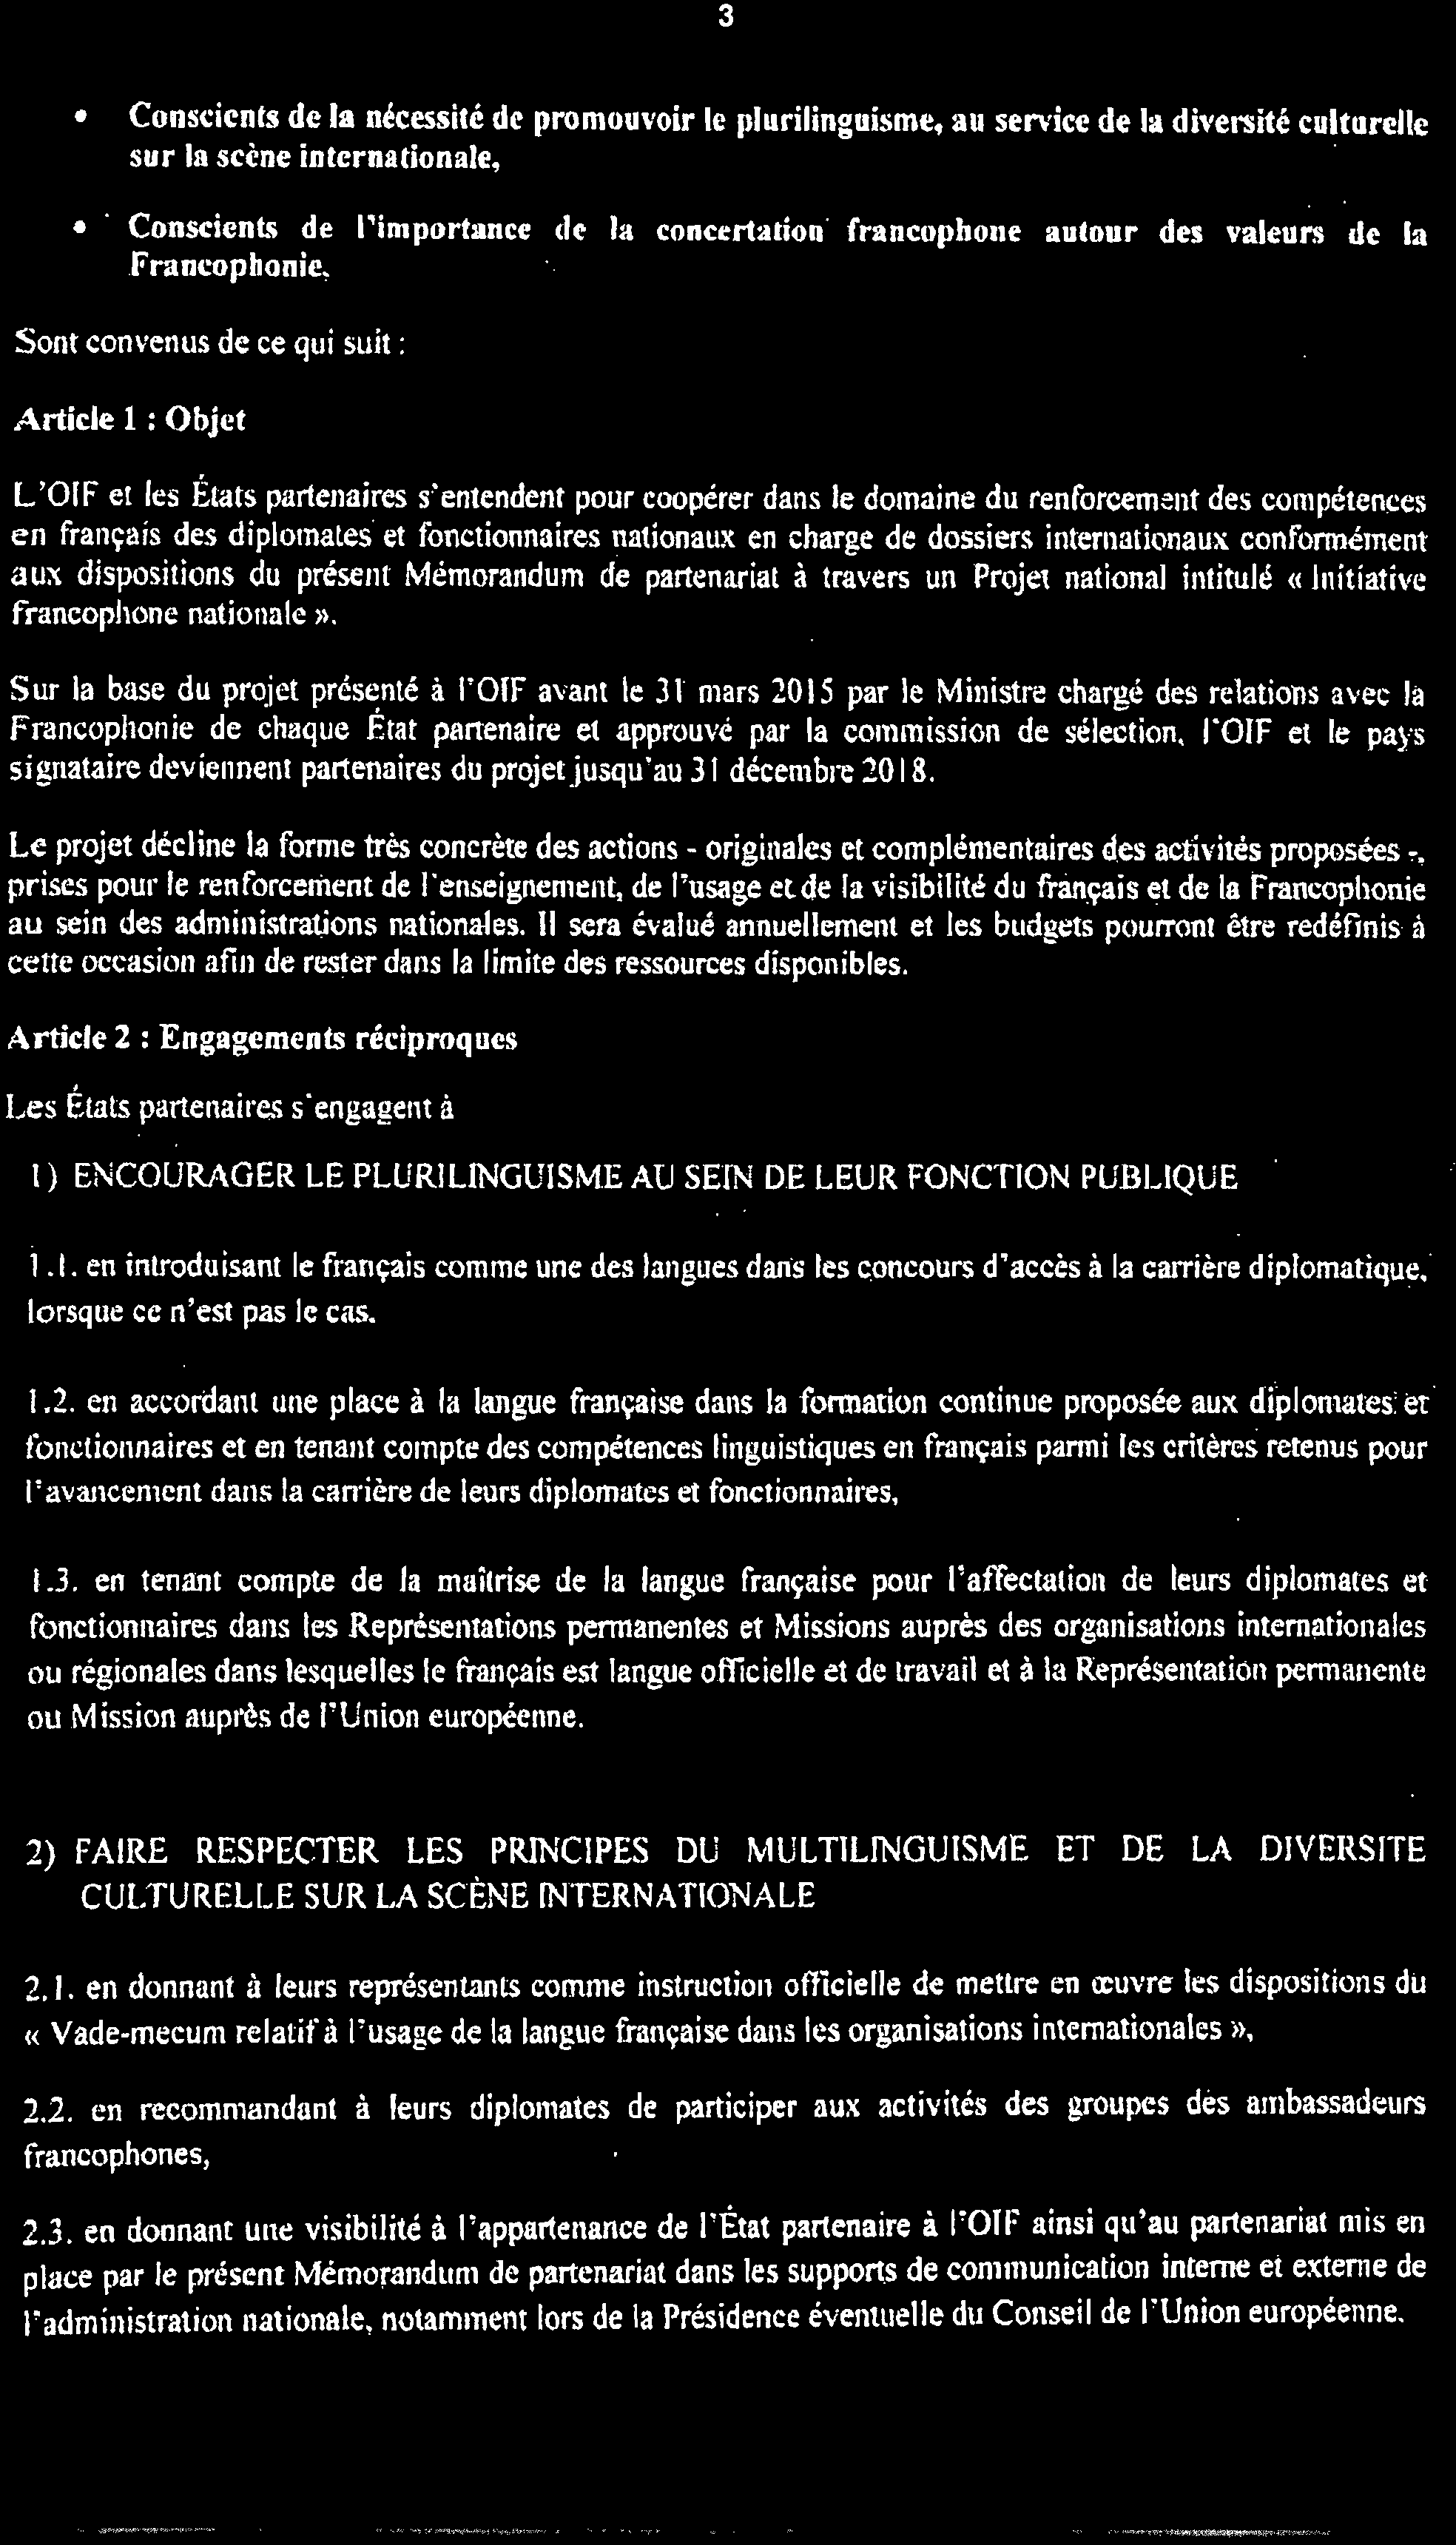 3
• Conscients de la nécessité de promouvoir le plurilinguisme, au service de la diversité culturelle
sur la scène internationale,
• Conscients de l'importance de la concertation francophone autour des valeurs de la
Francophonie,
Sont convenus de ce qui suit :
Article 1 : Objet
L'OIF et les États partenaires s'entendent pour coopérer dans le domaine du renforcement des compétences
en français des diplomates et fonctionnaires nationaux en charge de dossiers internationaux conformément
aux dispositions du présent Mémorandum de partenariat à travers un Projet national intitulé « Initiative
francophone nationale ».
Sur la base du projet présenté à l'OIF avant le 31 mars 2015 par le Ministre chargé des relations avec la
Francophonie de chaque État partenaire et approuvé par la commission de sélection, l'OIF et le pays
signataire deviennent partenaires du projet jusqu'au 31 décembre 2018.
Le projet décline la forme très concrète des actions - originales et complémentaires des activités proposées -,
prises pour le renforcement de l'enseignement, de l'usage et de la visibilité du français et de la Francophonie
au sein des administrations nationales. Il sera évalué annuellement et les budgets pourront être redéfinis à
cette occasion afin de rester dans la limite des ressources disponibles.
Article 2 : Engagements réciproques
Les États partenaires s'engagent à
1) ENCOURAGER LE PLURILINGUISME AU SEIN DE LEUR FONCTION PUBLIQUE
1.1. en introduisant le français comme une des langues dans les concours d'accès à la carrière diplomatique,
lorsque ce n'est pas le cas.
1.2. en accordant une place à la langue française dans la formation continue proposée aux diplomates et
fonctionnaires et en tenant compte des compétences linguistiques en français parmi les critères retenus pour
l'avancement dans la carrière de leurs diplomates et fonctionnaires,
1.3. en tenant compte de la maîtrise de la langue française pour l'affectation de leurs diplomates et
fonctionnaires dans les Représentations permanentes et Missions auprès des organisations internationales
ou régionales dans lesquelles le français est langue officielle et de travail et à la Représentation permanente
ou Mission auprès de l'Union européenne.
2) FAIRE RESPECTER LES PRINCIPES DU MULTILINGUISME ET DE LA DIVERSITE
CULTURELLE SUR LA SCÈNE INTERNATIONALE
2.1. en donnant à leurs représentants comme instruction officielle de mettre en œuvre les dispositions du
« Vade-mecum relatif à l'usage de la langue française dans les organisations internationales »,
2.2. en recommandant à leurs diplomates de participer aux activités des groupes des ambassadeurs
francophones,
2.3. en donnant une visibilité à l'appartenance de l'État partenaire à l'OIF ainsi qu'au partenariat mis en
place par le présent Mémorandum de partenariat dans les supports de communication interne et externe de
l'administration nationale, notamment lors de la Présidence éventuelle du Conseil de l'Union européenne.